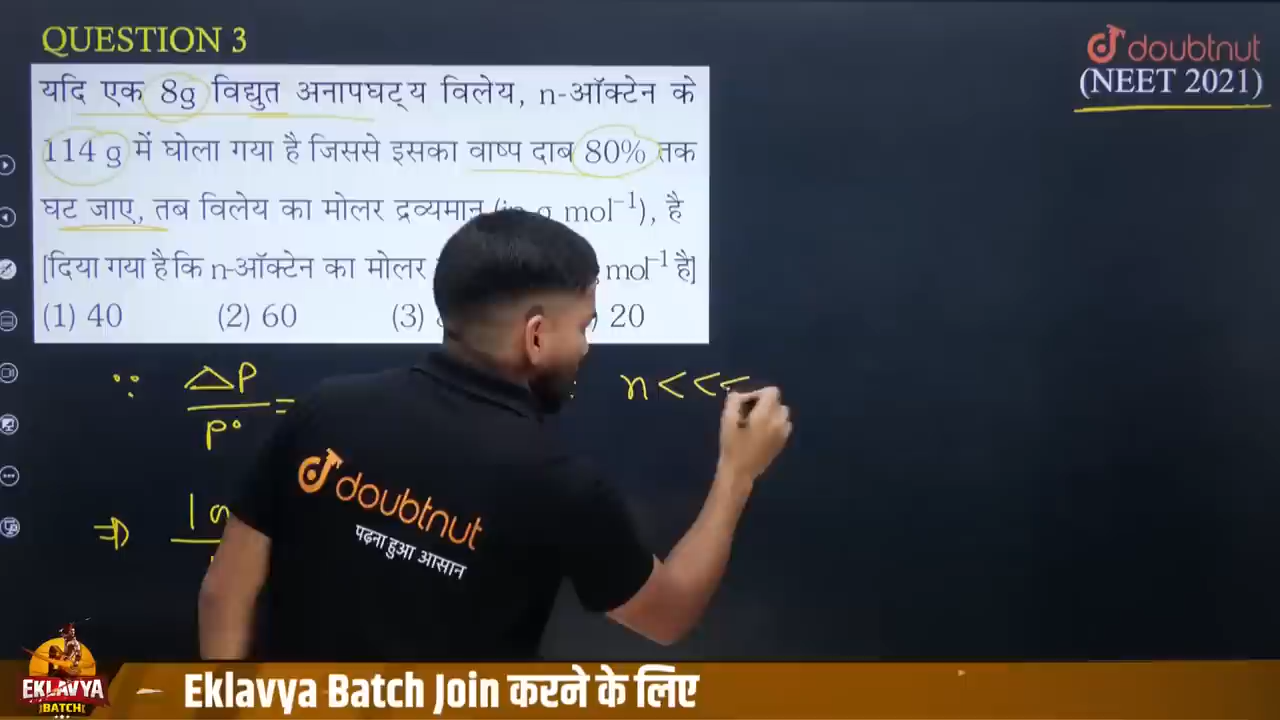 QUESTION 3
doubtnut
(NEET 2021)
यदि एक 8g विद्युत अनापघट्य विलेय, n-ऑक्टेन के
114 g में घोला गया है जिससे इसका वाष्प दाब 80% तक
घट जाए, तब विलेय का मोलर द्रव्यमान g mol⁻¹), है
[दिया गया है कि n-ऑक्टेन का मोलर mol⁻¹ है]
(1) 40 (2) 60 (3) 20
∵ ΔP / P° = : n <<<
⇒
doubtnut
पढ़ना हुआ आसान
EKLAVYA
BATCH
Eklavya Batch Join करने के लिए